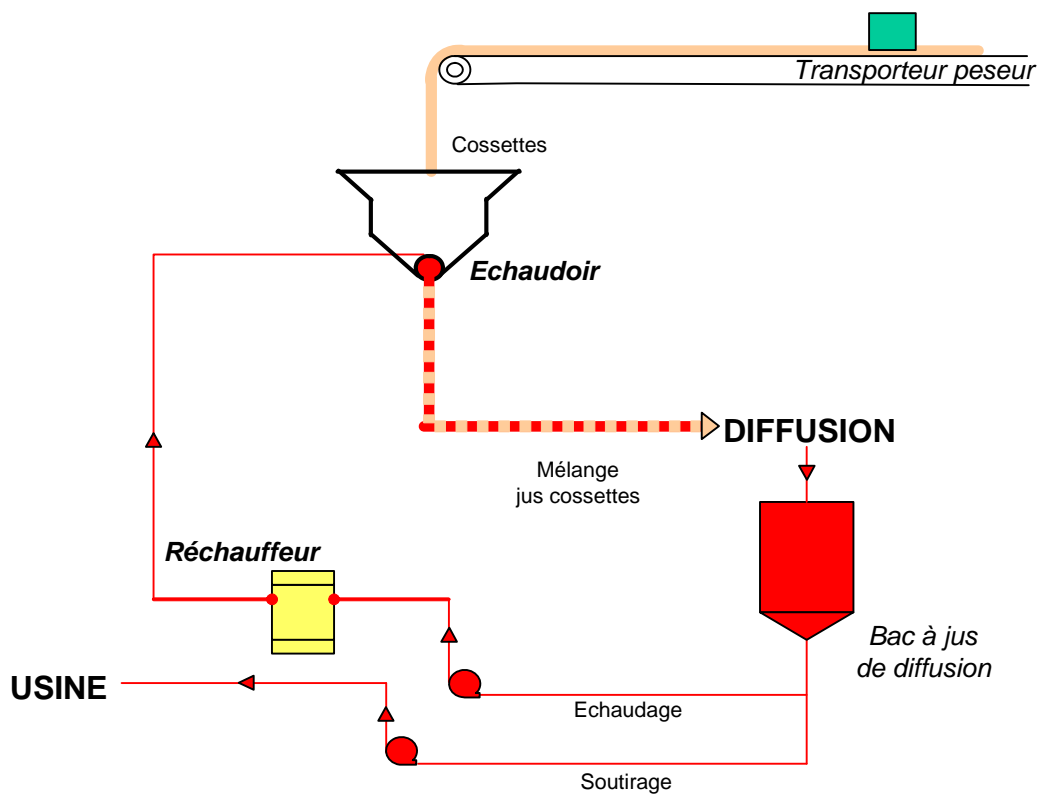 Transporteur peseur
Cossettes
Echaudoir
DIFFUSION
Mélange
jus cossettes
Réchauffeur
Bac à jus
de diffusion
USINE
Echaudage
Soutirage